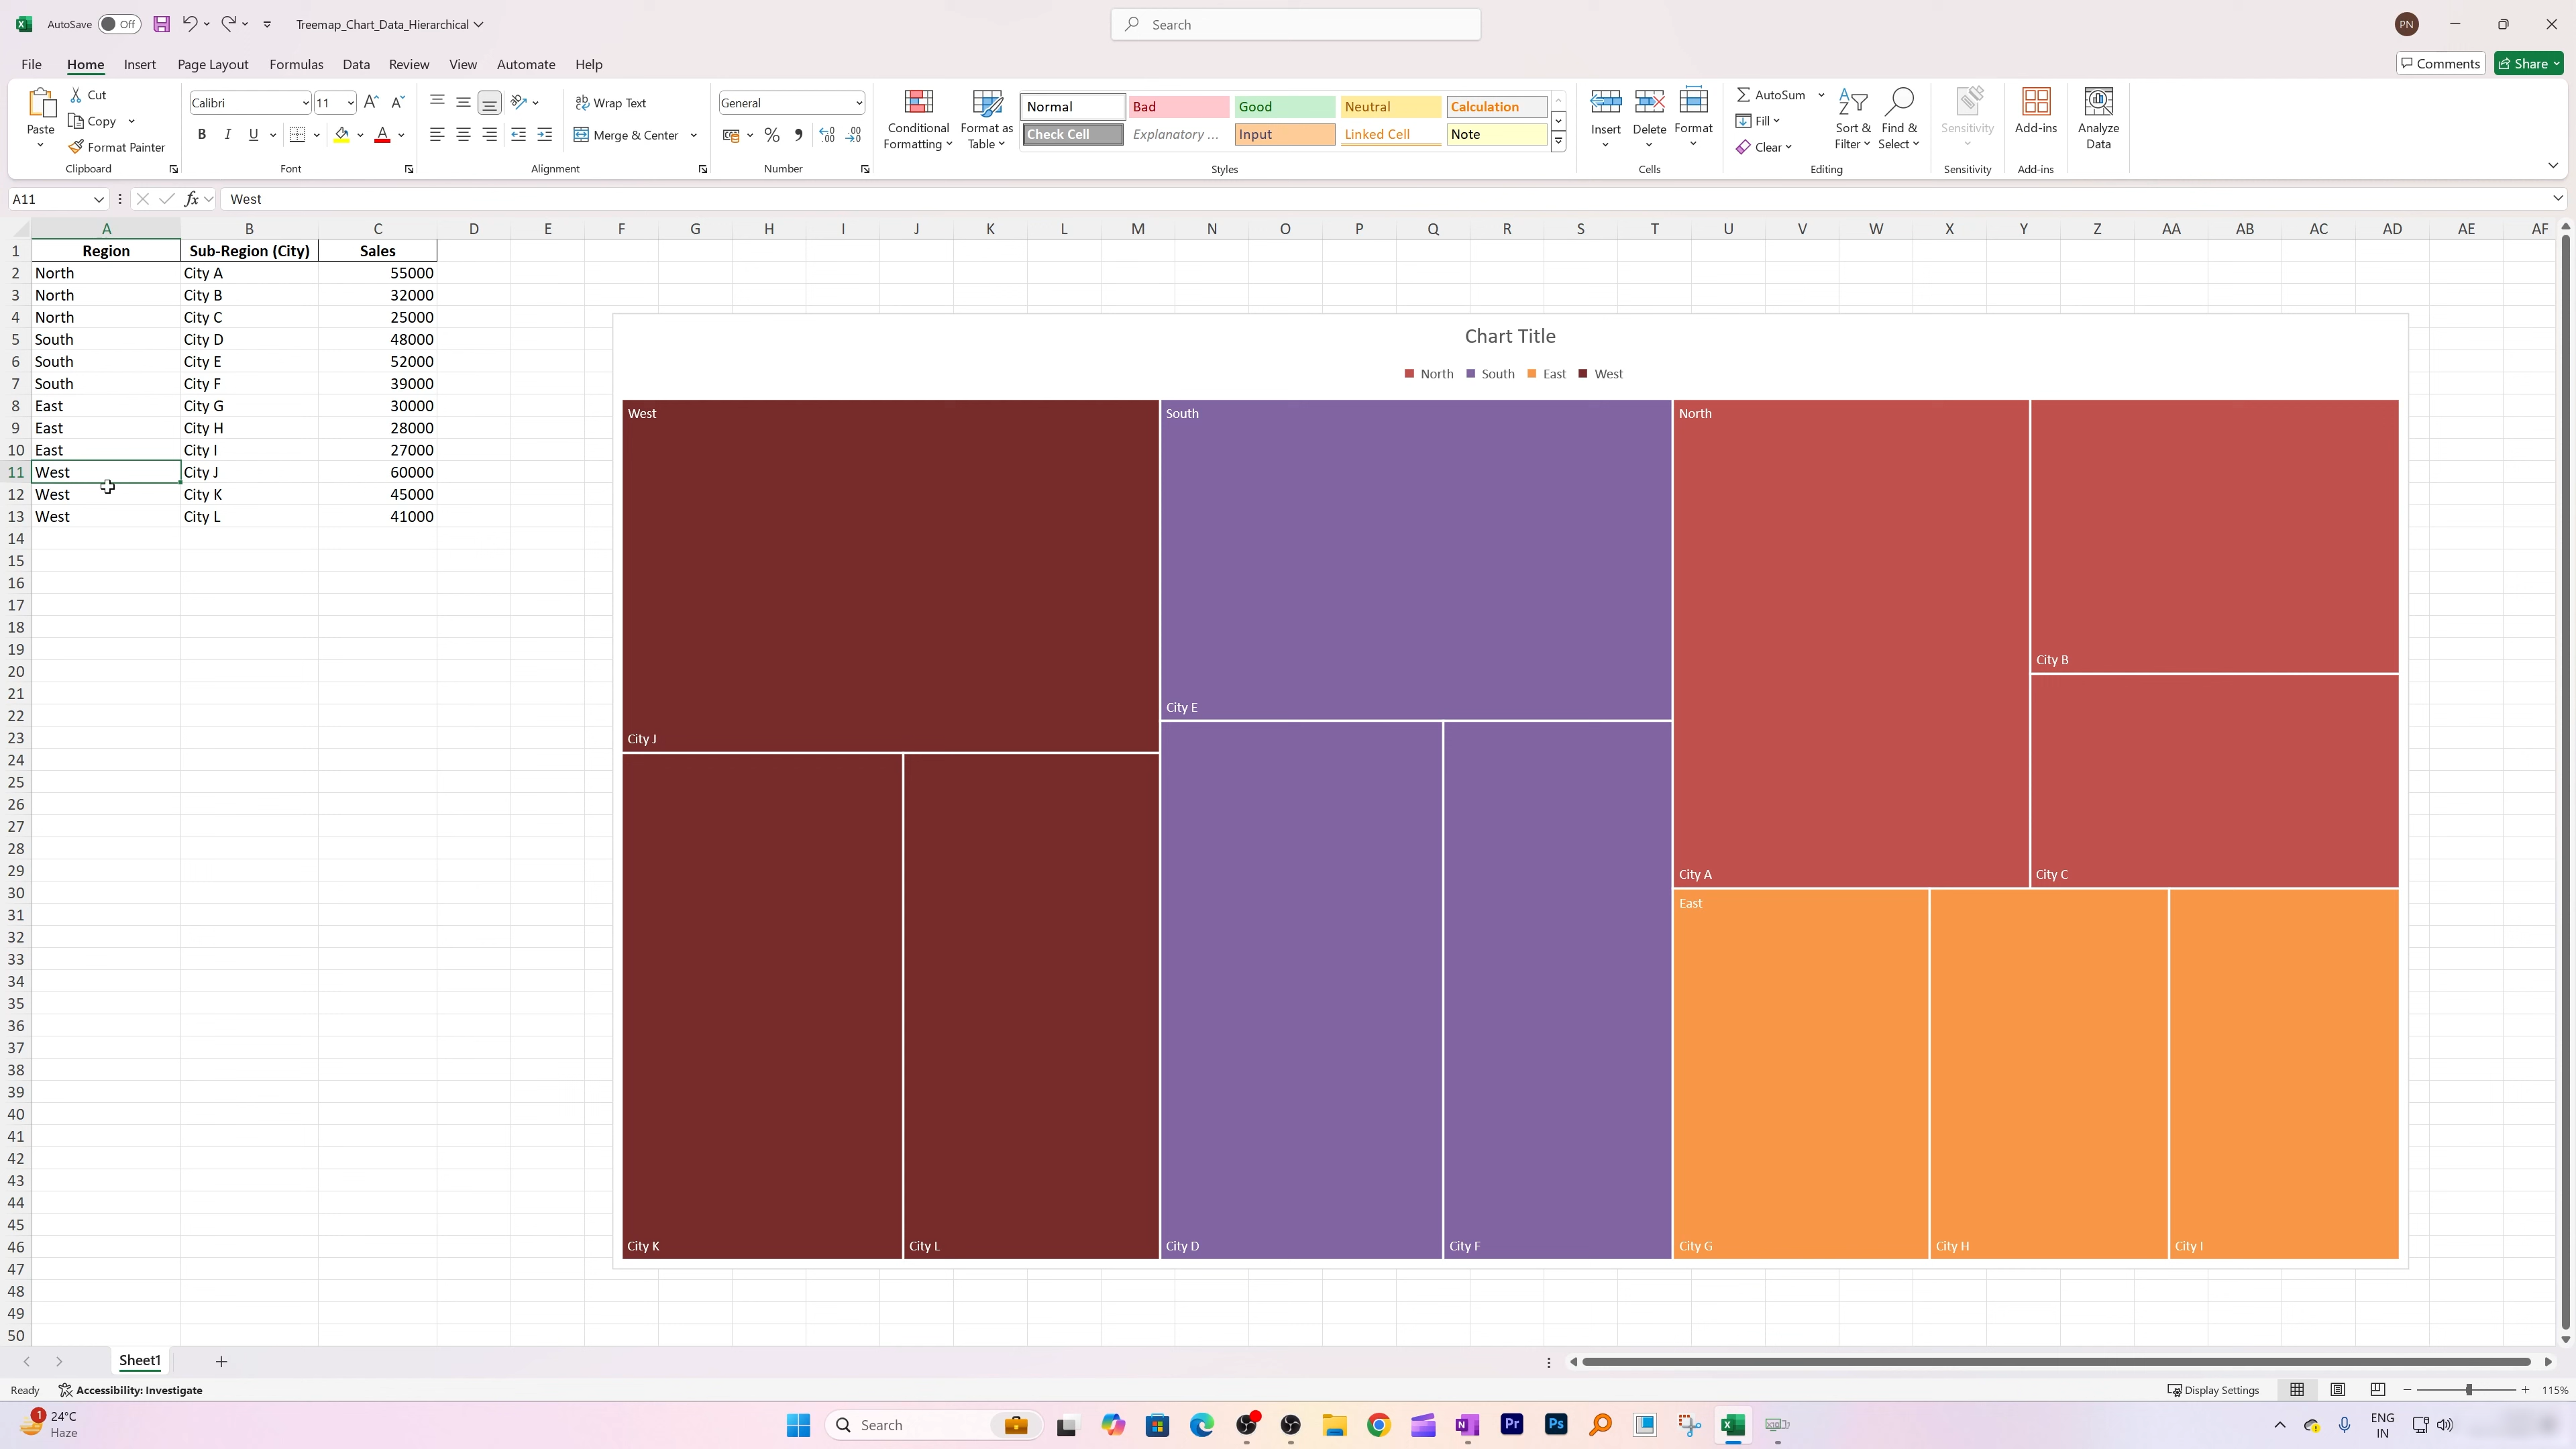 AutoSave Off Treemap_Chart_Data_Hierarchical Search PN
File Home Insert Page Layout Formulas Data Review View Automate Help Comments Share
Paste Cut Copy Format Painter Clipboard
Calibri 11 B I U Font
Wrap Text Merge & Center Alignment
General % , Number
Conditional Formatting Format as Table
Normal Bad Good Neutral Calculation
Check Cell Explanatory ... Input Linked Cell Note
Styles
Insert Delete Format Cells
AutoSum Fill Clear Sort & Filter Find & Select Editing
Sensitivity Sensitivity
Add-ins Add-ins
Analyze Data
A11 fx West
A B C D E F G H I J K L M N O P Q R S T U V W X Y Z AA AB AC AD AE AF
1 Region Sub-Region (City) Sales
2 North City A 55000
3 North City B 32000
4 North City C 25000
5 South City D 48000
6 South City E 52000
7 South City F 39000
8 East City G 30000
9 East City H 28000
10 East City I 27000
11 West City J 60000
12 West City K 45000
13 West City L 41000
14
15
16
17
18
19
20
21
22
23
24
25
26
27
28
29
30
31
32
33
34
35
36
37
38
39
40
41
42
43
44
45
46
47
48
49
50
Chart Title
North South East West
West South North
City B
City E
City J
City A City C
East
City K City L City D City F City G City H City I
Sheet1
Ready Accessibility: Investigate Display Settings 115%
1 24°C Haze Search Pr Ps ENG IN